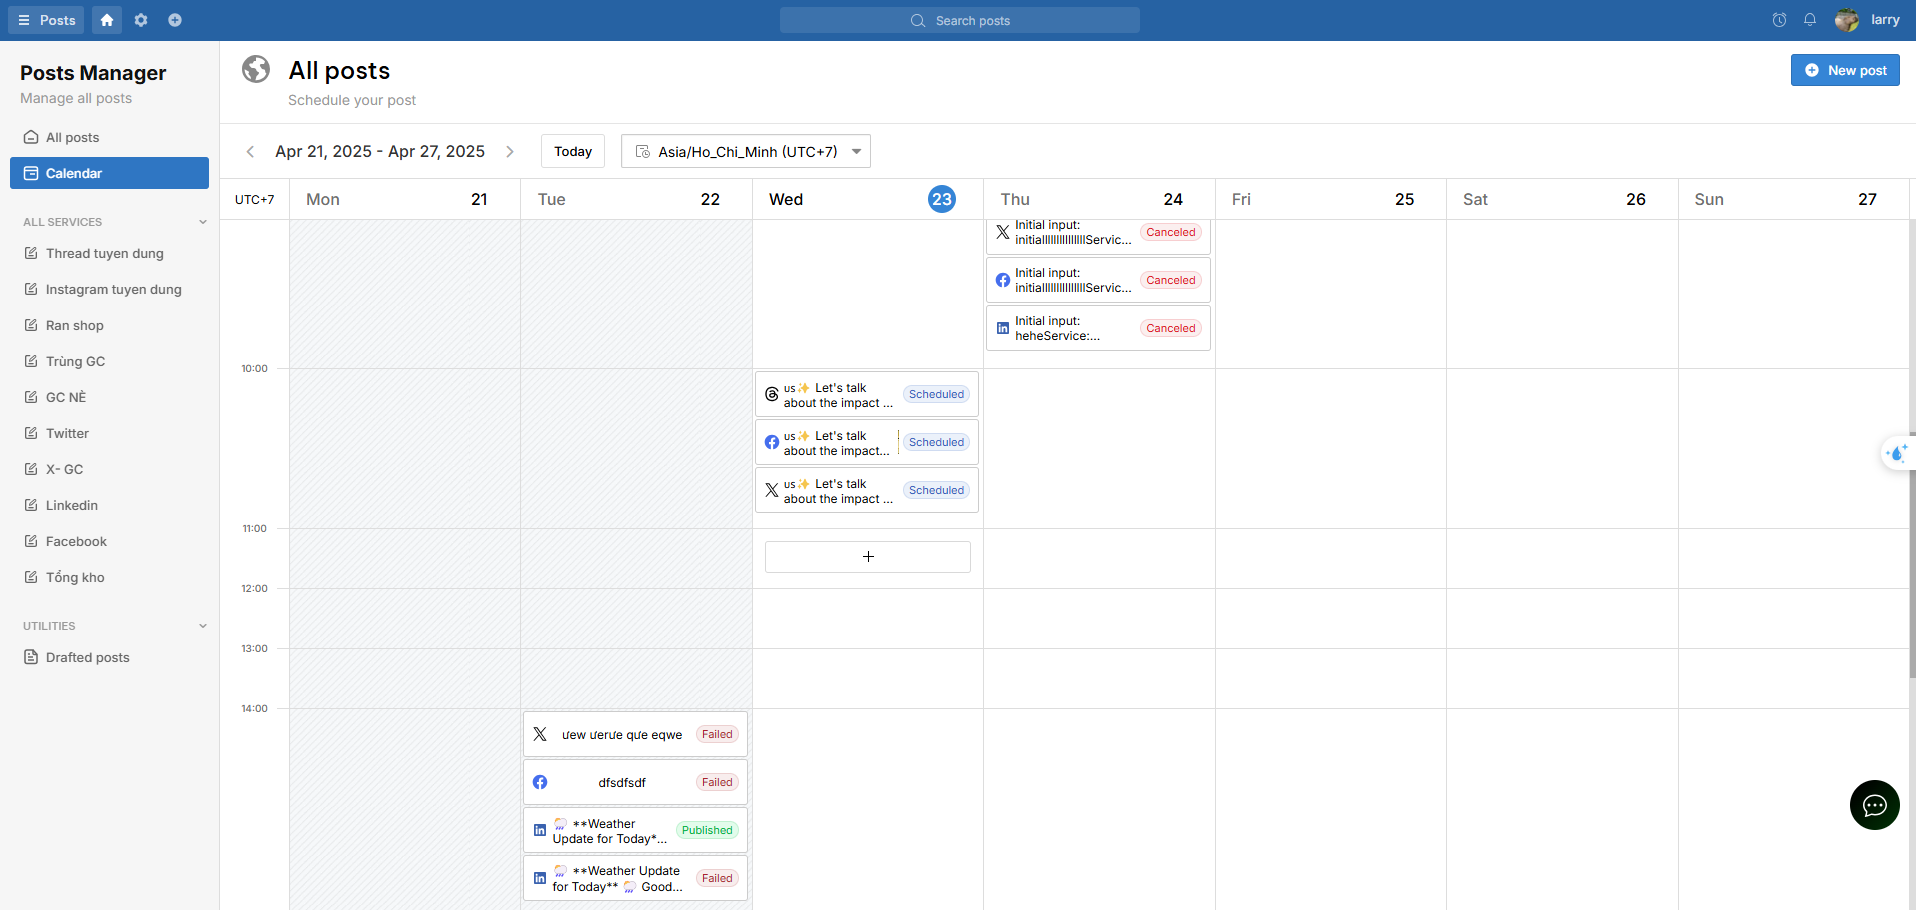 Posts
Search posts
larry
Posts Manager
Manage all posts
All posts
Calendar
ALL SERVICES
Thread tuyen dung
Instagram tuyen dung
Ran shop
Trùng GC
GC NÈ
Twitter
X- GC
Linkedin
Facebook
Tổng kho
UTILITIES
Drafted posts
All posts
Schedule your post
New post
Apr 21, 2025 - Apr 27, 2025
Today
Asia/Ho_Chi_Minh (UTC+7)
UTC+7
Mon 21
Tue 22
Wed 23
Thu 24
Fri 25
Sat 26
Sun 27
Initial input:
initialllllllllllllllServic...
Canceled
Initial input:
initialllllllllllllllServic...
Canceled
Initial input:
heheService:...
Canceled
10:00
us✨ Let's talk
about the impact ...
Scheduled
us✨ Let's talk
about the impact...
Scheduled
us✨ Let's talk
about the impact ...
Scheduled
11:00
12:00
13:00
14:00
ưew ưerưe qưe eqwe
Failed
dfsdfsdf
Failed
🌦 **Weather
Update for Today*...
Published
🌦 **Weather Update
for Today** 🌦 Good...
Failed